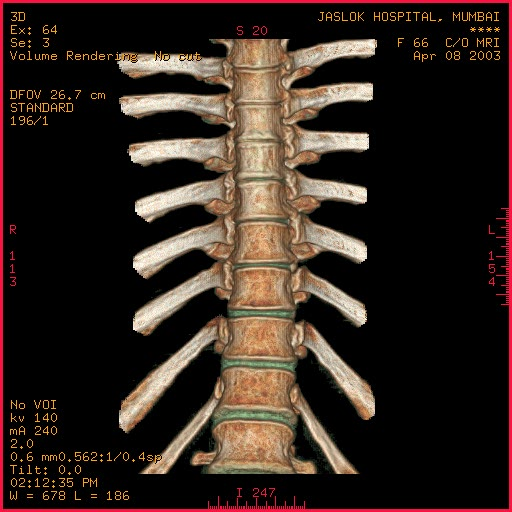 3D
Ex: 64
Se: 3
Volume Rendering No cut
DFOV 26.7 cm
STANDARD
196/1
S 20
JASLOK HOSPITAL, MUMBAI
****
F 66 C/O MRI
Apr 08 2003
R
1
1
3
L
1
5
4
No VOI
kv 140
mA 240
2.0
0.6 mm0.562:1/0.4sp
Tilt: 0.0
02:12:35 PM
W = 678 L = 186
I 247